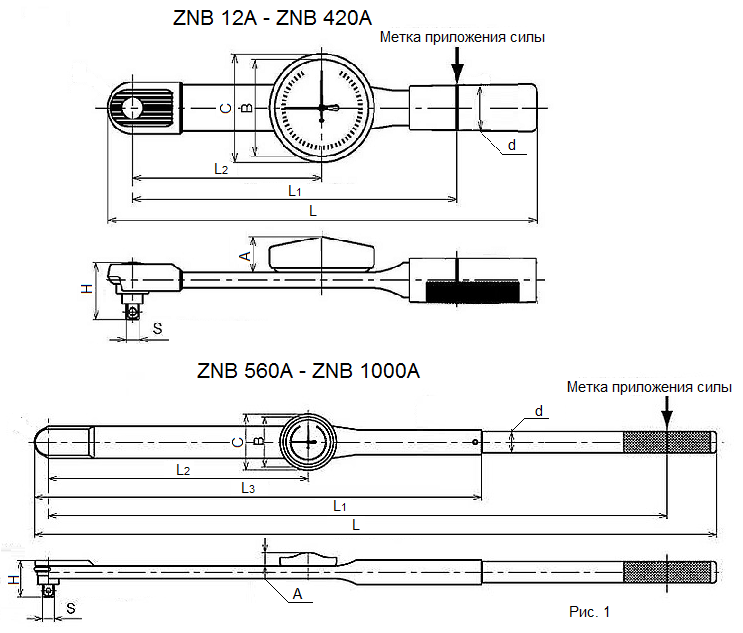 ZNB 12A - ZNB 420A
Метка приложения силы
C
B
d
L2
L1
L
A
H
S
ZNB 560A - ZNB 1000A
Метка приложения силы
d
C
B
L2
L3
L1
L
H
A
S
Рис. 1